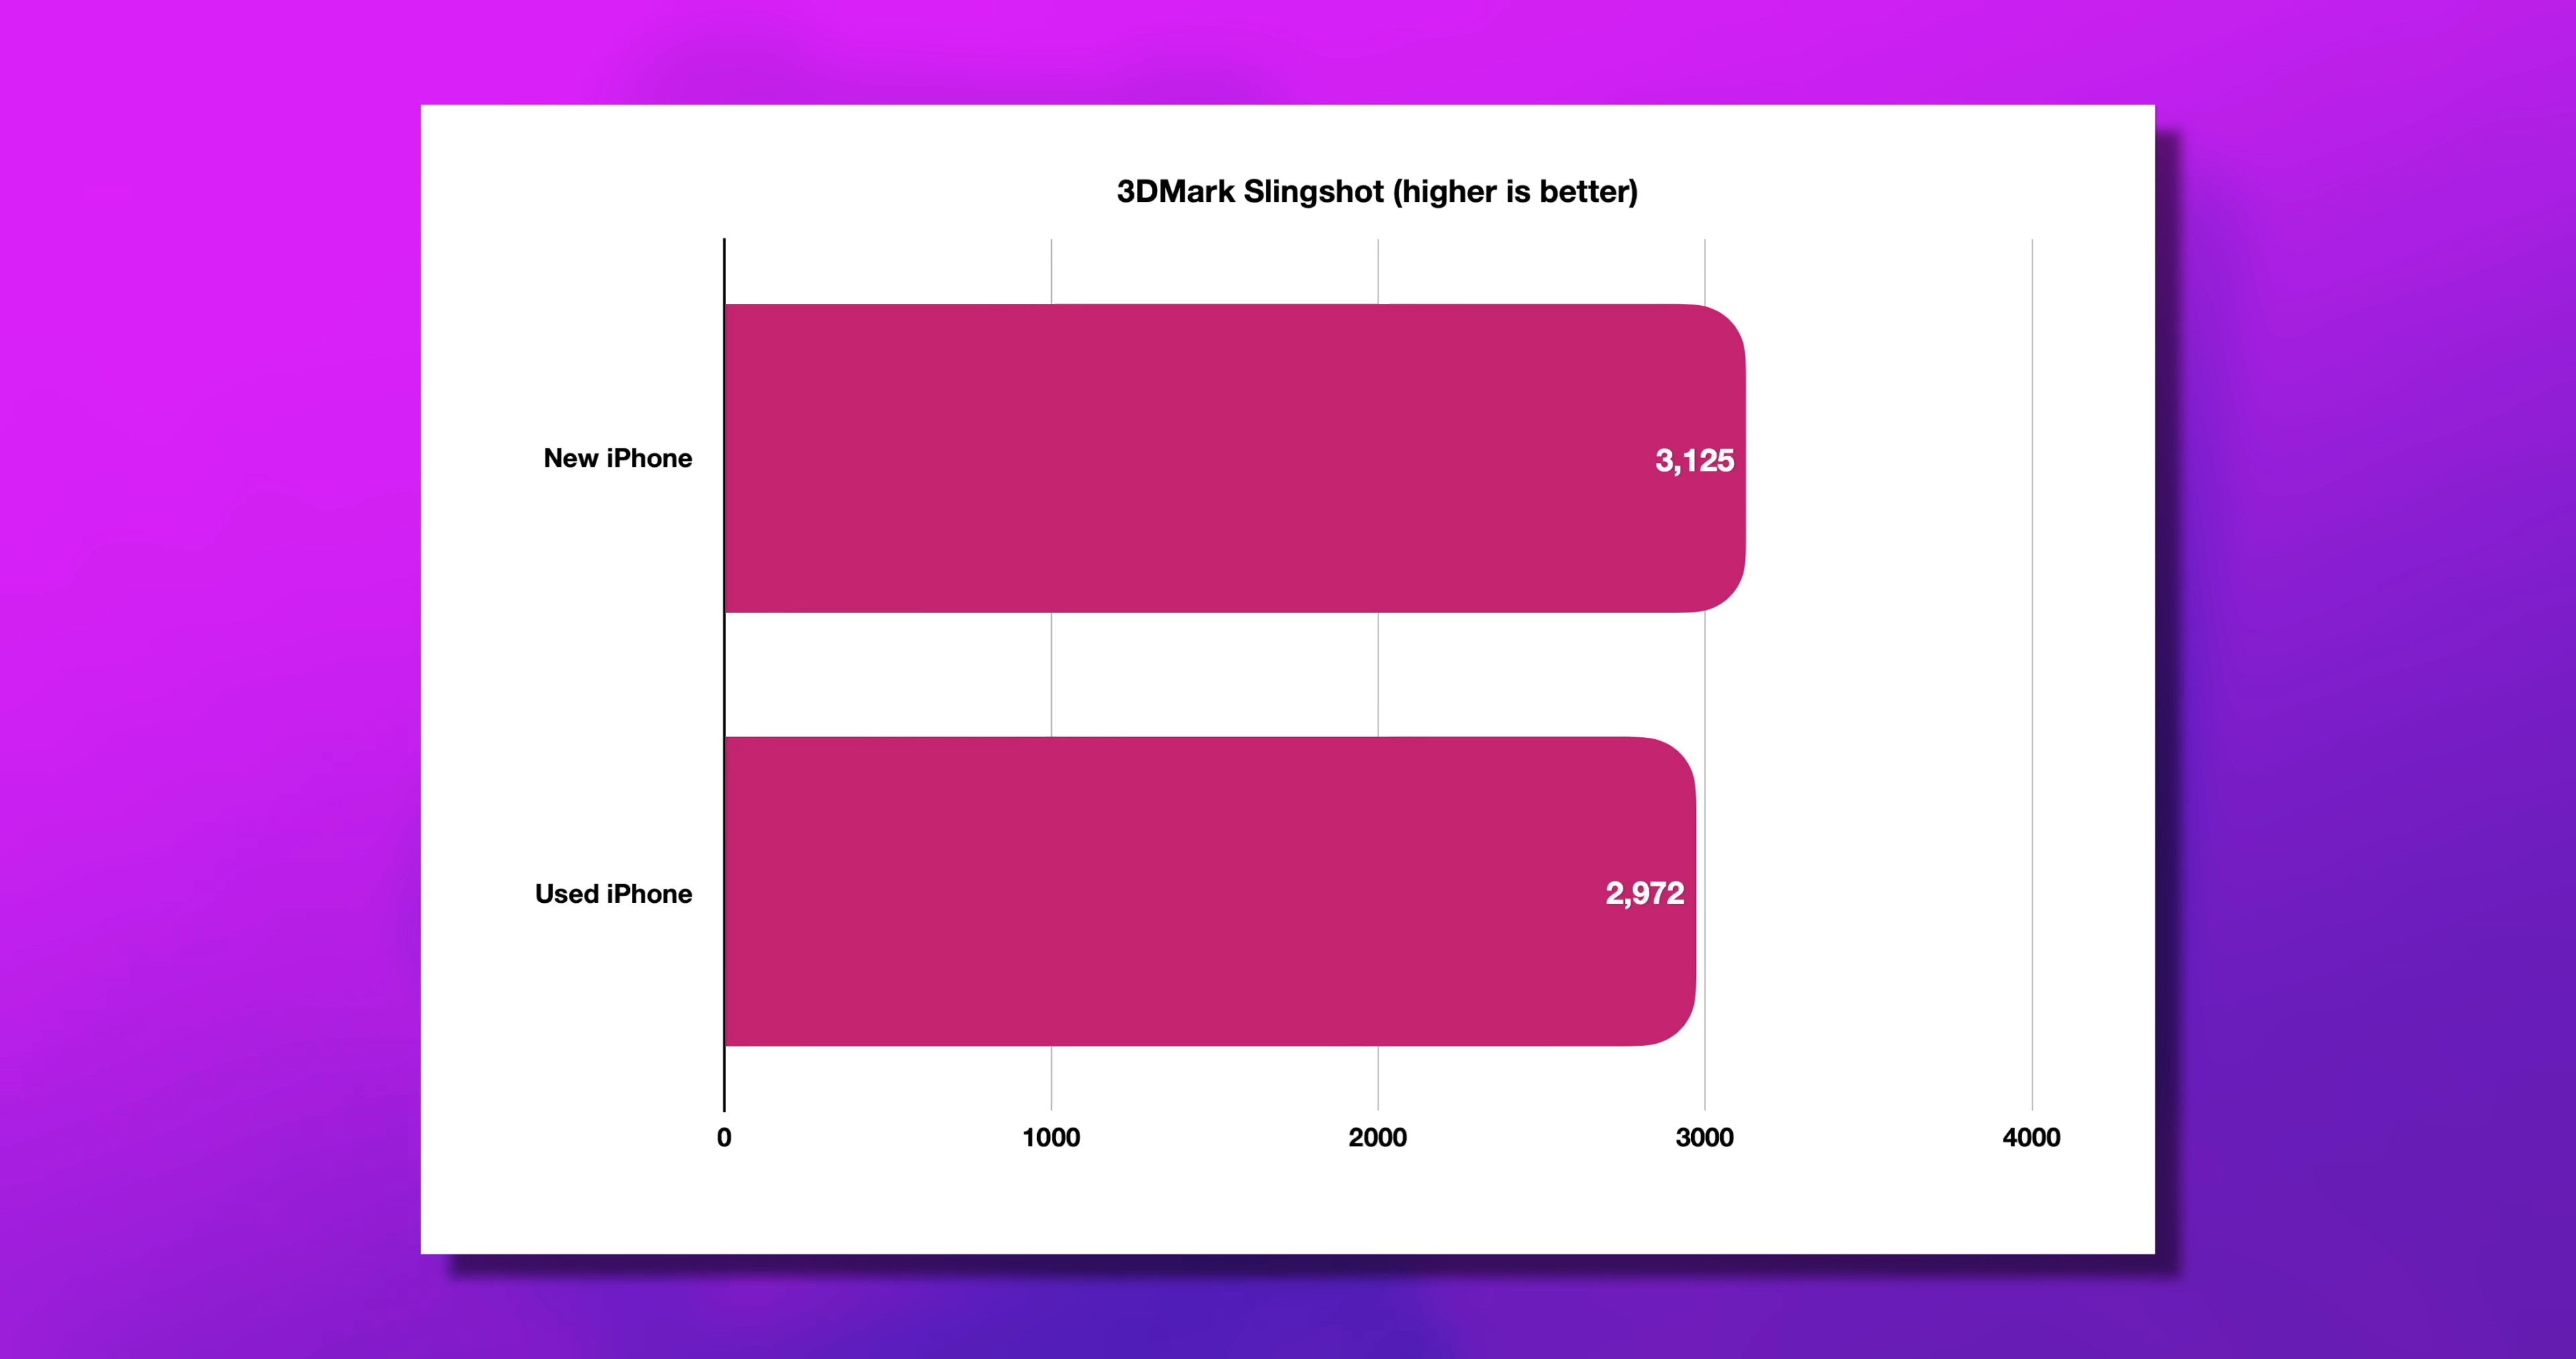 3DMark Slingshot (higher is better)
New iPhone
3,125
Used iPhone
2,972
0 1000 2000 3000 4000